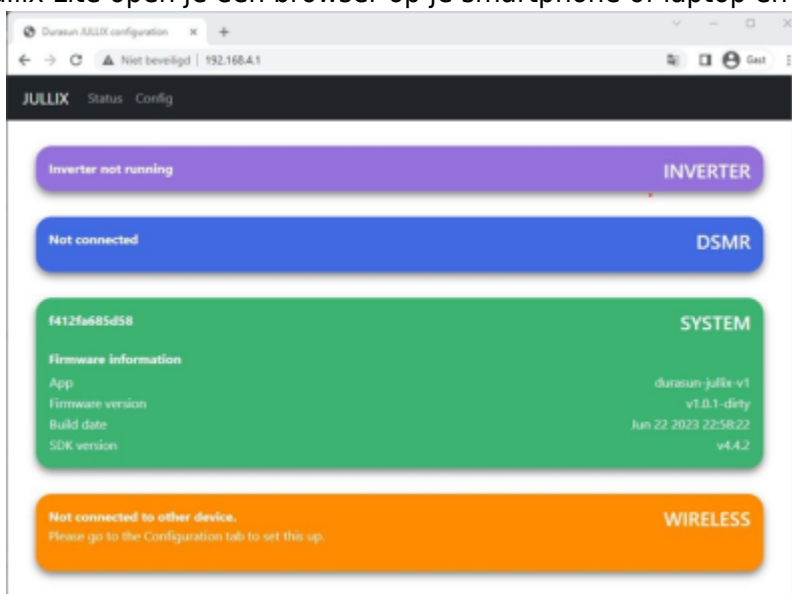 ullix Lite open je een browser op je smartphone of laptop en
Durasun JULLIX configuration
Niet beveiligd | 192.168.4.1
Gast
JULLIX Status Config
Inverter not running INVERTER
Not connected DSMR
f412fa685d58 SYSTEM
Firmware information
App durasun-jullix-v1
Firmware version v1.0.1-dirty
Build date Jun 22 2023 22:58:22
SDK version v4.4.2
Not connected to other device. WIRELESS
Please go to the Configuration tab to set this up.